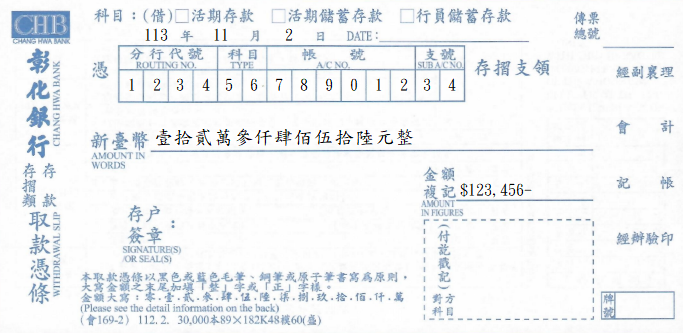 CHB
CHANG HWA BANK
彰化銀行
CHANG HWA BANK
存摺類存款
取款憑條
WITHDRAWAL SLIP
科目：(借)□活期存款 □活期儲蓄存款 □行員儲蓄存款
113 年 11 月 2 日 DATE:
傳票總號
憑
分行代號 科目 帳號 支號
ROUTING NO. TYPE A/C NO. SUB A/C NO.
1 2 3 4 5 6 7 8 9 0 1 2 3 4
存摺支領
新臺幣 壹拾貳萬參仟肆佰伍拾陸元整
AMOUNT IN WORDS
金額複記 $123,456-
AMOUNT IN FIGURES
存户簽章：
SIGNATURE(S)
/OR SEAL(S)
(付訖戳記)
對方科目
經副襄理
會計
記帳
經辦驗印
牌號
本取款憑條以黑色或藍色毛筆、鋼筆或原子筆書寫為原則，
大寫金額之末尾加填「整」字或「正」字樣。
金額大寫：零.壹.貳.參.肆.伍.陸.柒.捌.玖.拾.佰.仟.萬
(Please see the detail information on the back)
(會169-2) 112.2. 30,000本89×182K48模60(盛)